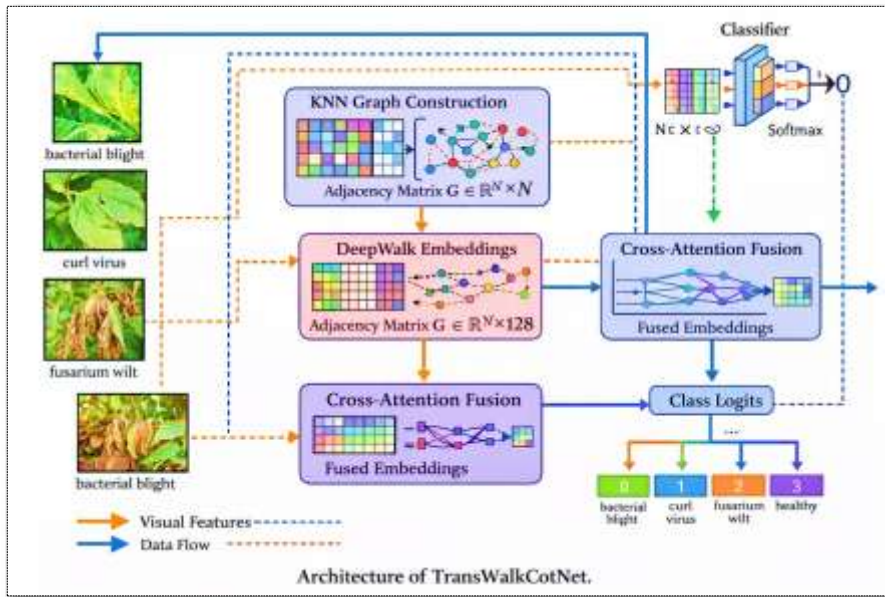 Classifier
Softmax
bacterial blight
curl virus
fusarium wilt
bacterial blight
KNN Graph Construction
Adjacency Matrix G ∈ ℝᴺ × N
DeepWalk Embeddings
Adjacency Matrix G ∈ ℝᴺ × 128
Cross-Attention Fusion
Fused Embeddings
Cross-Attention Fusion
Fused Embeddings
Class Logits
...
0
1
2
3
bacterial blight
curl virus
fusarium wilt
healthy
Visual Features
Data Flow
Architecture of TransWalkCotNet.